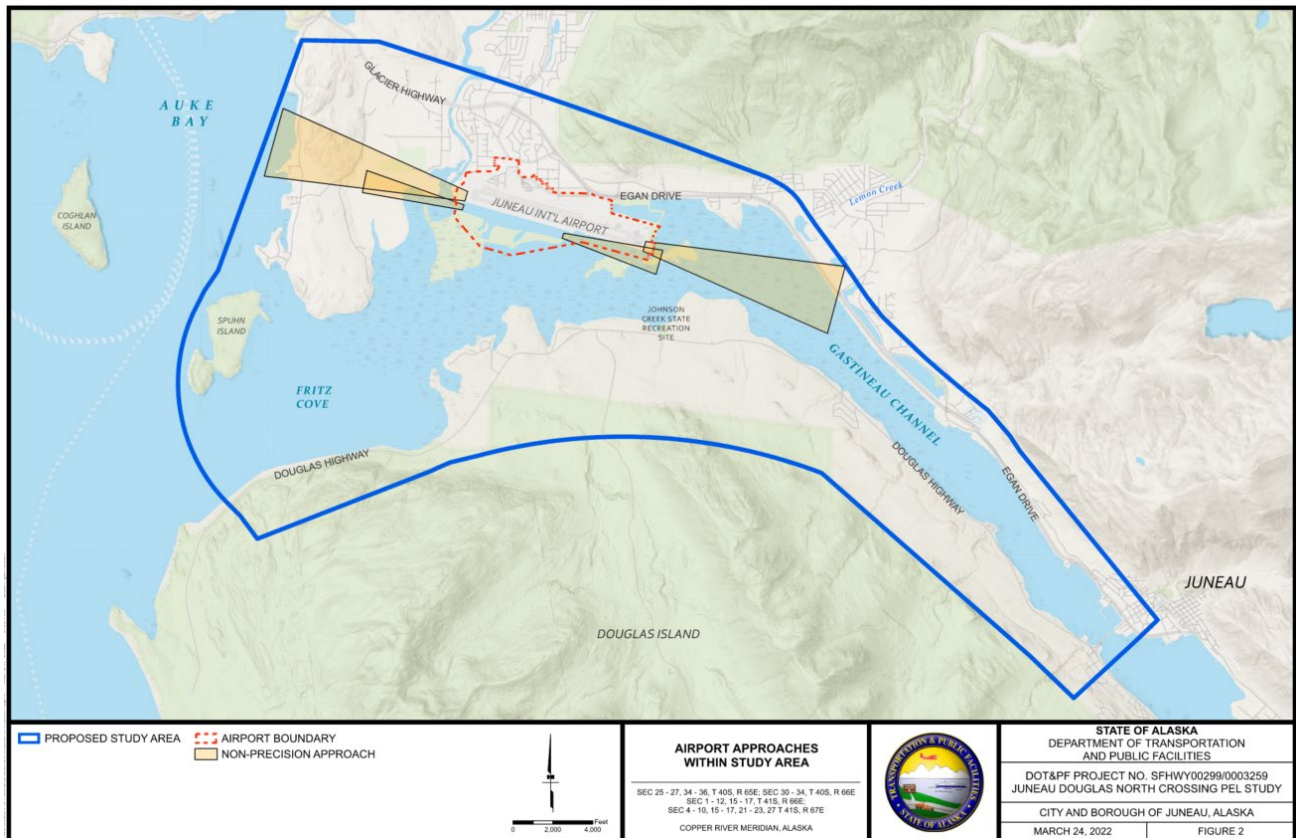 AUKE
BAY
GLACIER HIGHWAY
COGHLAN
ISLAND
EGAN DRIVE
Lemon Creek
JUNEAU INT'L AIRPORT
SPUHN
ISLAND
JOHNSON
CREEK STATE
RECREATION
SITE
FRITZ
COVE
GASTINEAU CHANNEL
DOUGLAS HIGHWAY
DOUGLAS HIGHWAY
EGAN DRIVE
JUNEAU
DOUGLAS ISLAND
PROPOSED STUDY AREA
AIRPORT BOUNDARY
NON-PRECISION APPROACH
Feet
0 2,000 4,000
AIRPORT APPROACHES
WITHIN STUDY AREA
SEC 25 - 27, 34 - 36, T 40S, R 65E; SEC 30 - 34, T 40S, R 66E
SEC 1 - 12, 15 - 17, T 41S, R 66E;
SEC 4 - 10, 15 - 17, 21 - 23, 27 T 41S, R 67E
COPPER RIVER MERIDIAN, ALASKA
TRANSPORTATION & PUBLIC FACILITIES
STATE OF ALASKA
STATE OF ALASKA
DEPARTMENT OF TRANSPORTATION
AND PUBLIC FACILITIES
DOT&PF PROJECT NO. SFHWY00299/0003259
JUNEAU DOUGLAS NORTH CROSSING PEL STUDY
CITY AND BOROUGH OF JUNEAU, ALASKA
MARCH 24, 2022
FIGURE 2